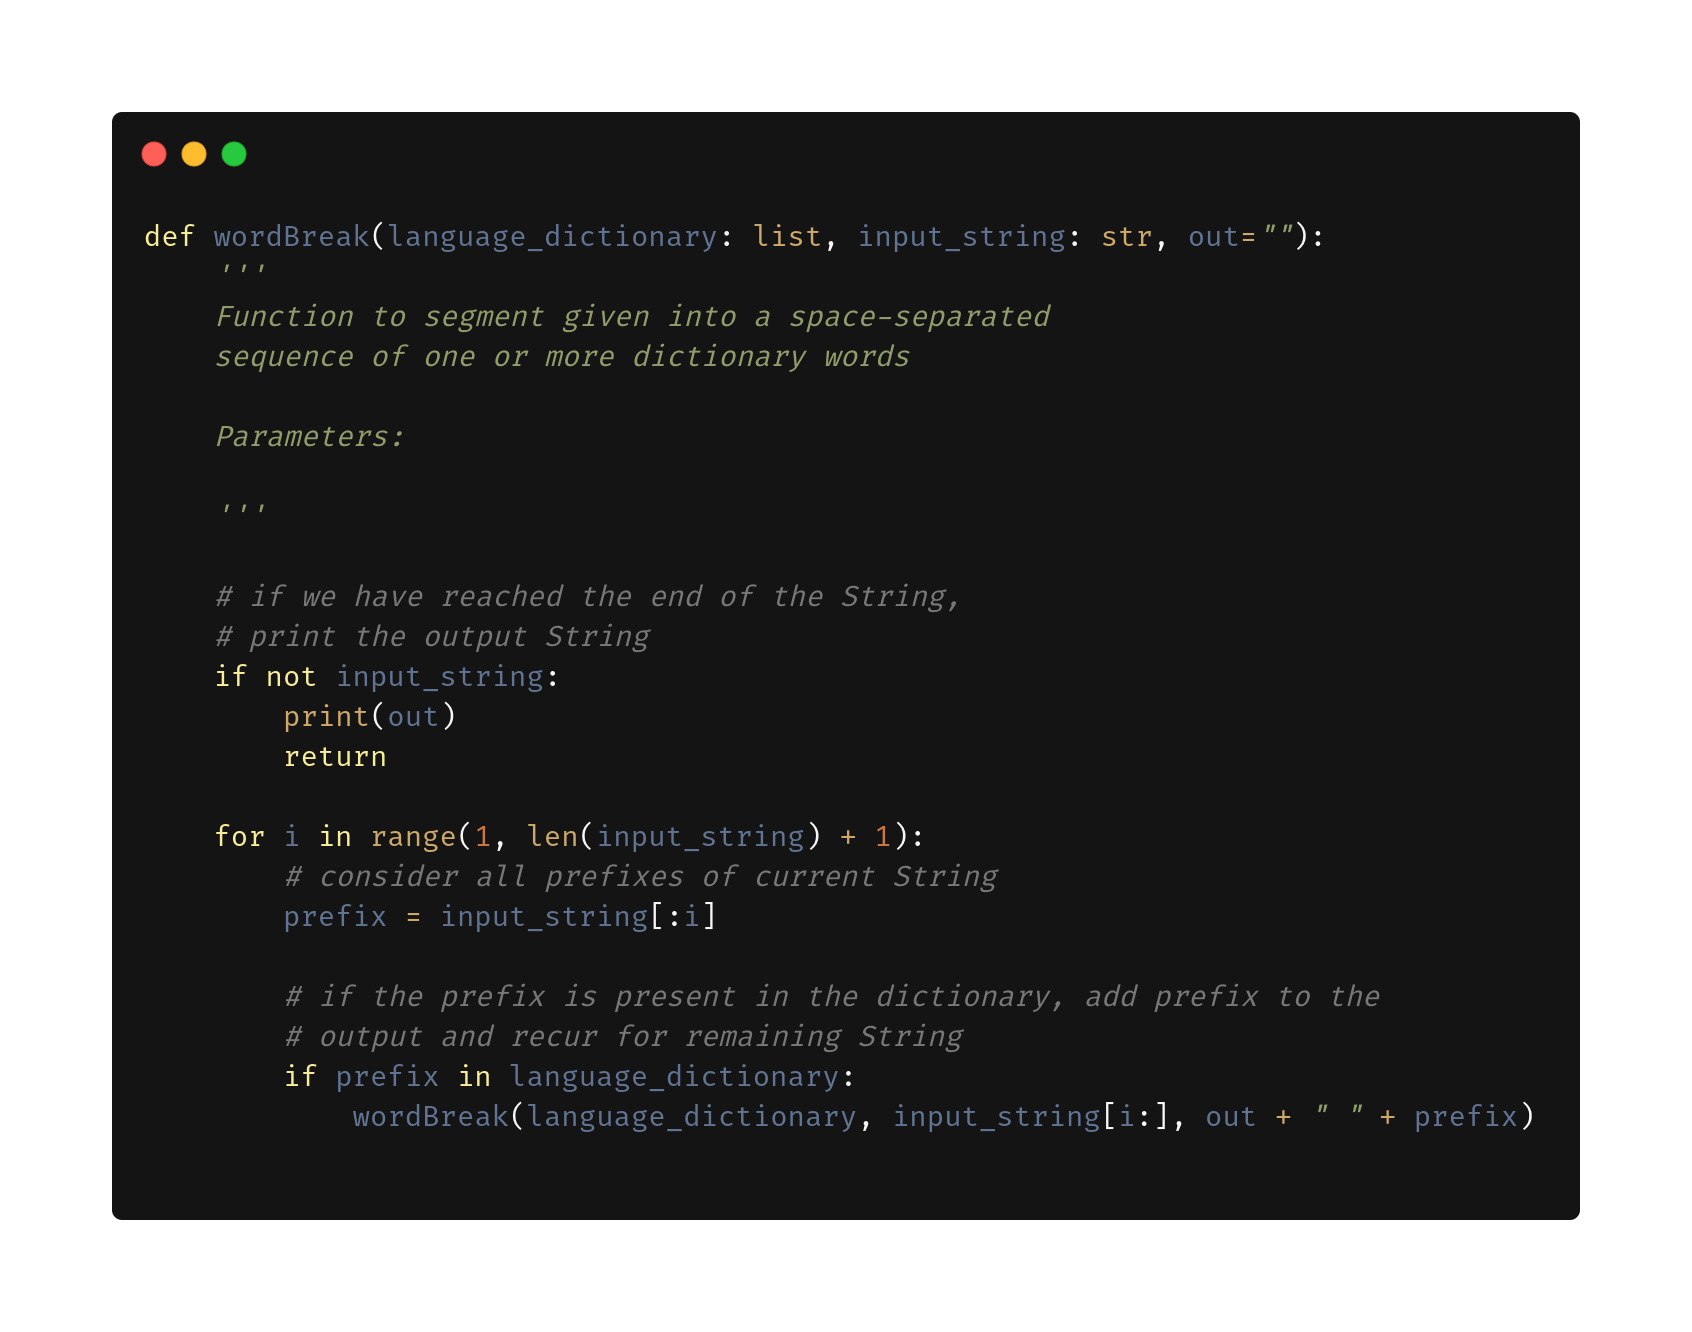 def wordBreak(language_dictionary: list, input_string: str, out=""):
    '''
    Function to segment given into a space-separated
    sequence of one or more dictionary words

    Parameters:

    '''

    # if we have reached the end of the String,
    # print the output String
    if not input_string:
        print(out)
        return

    for i in range(1, len(input_string) + 1):
        # consider all prefixes of current String
        prefix = input_string[:i]

        # if the prefix is present in the dictionary, add prefix to the
        # output and recur for remaining String
        if prefix in language_dictionary:
            wordBreak(language_dictionary, input_string[i:], out + " " + prefix)